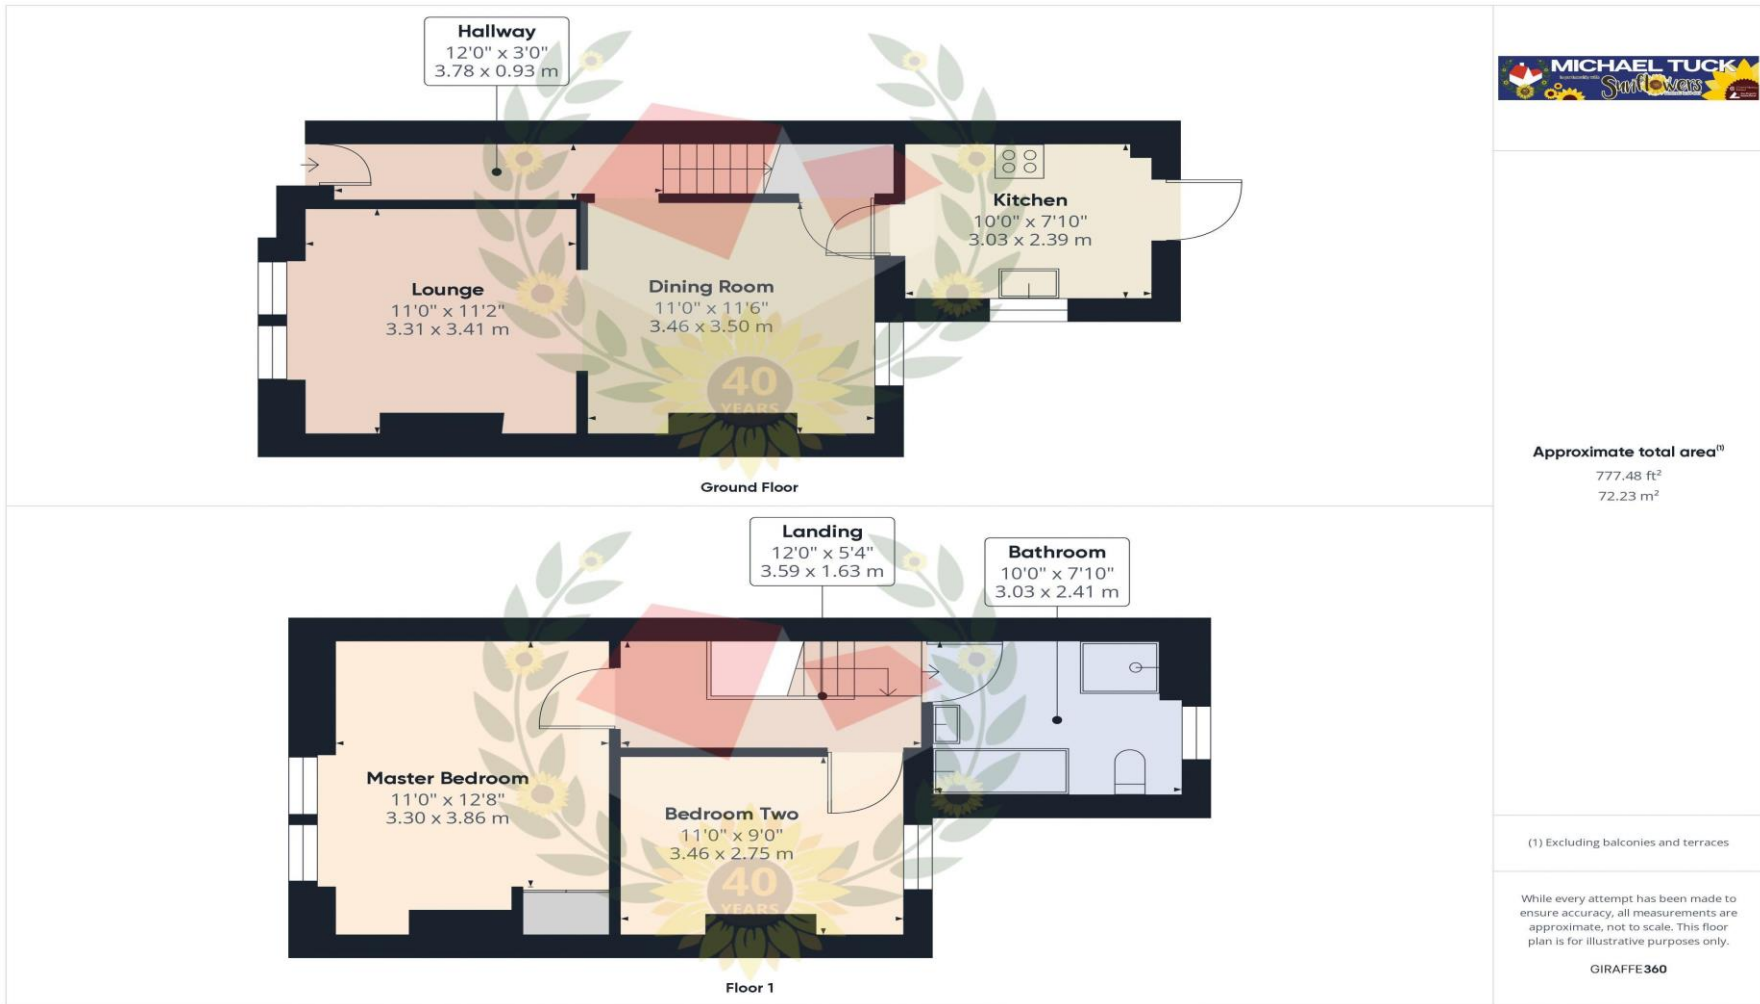 Hallway
12'0" x 3'0"
3.78 x 0.93 m
Lounge
11'0" x 11'2"
3.31 x 3.41 m
Dining Room
11'0" x 11'6"
3.46 x 3.50 m
Kitchen
10'0" x 7'10"
3.03 x 2.39 m
40
YEARS
Ground Floor
Landing
12'0" x 5'4"
3.59 x 1.63 m
Bathroom
10'0" x 7'10"
3.03 x 2.41 m
Master Bedroom
11'0" x 12'8"
3.30 x 3.86 m
Bedroom Two
11'0" x 9'0"
3.46 x 2.75 m
40
YEARS
Floor 1
MICHAEL TUCK
Sunflowers
Approximate total area⁽¹⁾
777.48 ft²
72.23 m²
(1) Excluding balconies and terraces
While every attempt has been made to
ensure accuracy, all measurements are
approximate, not to scale. This floor
plan is for illustrative purposes only.
GIRAFFE360